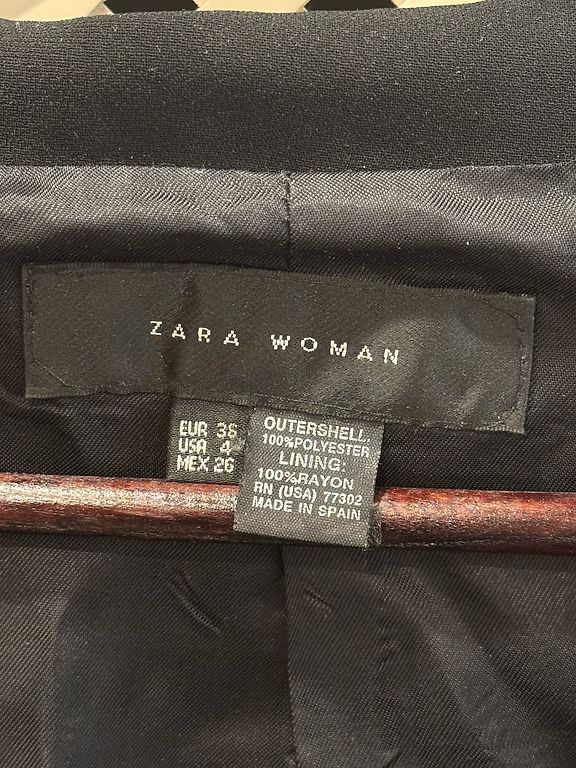 ZARA WOMAN
EUR 36
USA 4
MEX 26
OUTERSHELL:
100%POLYESTER
LINING:
100%RAYON
RN (USA) 77302
MADE IN SPAIN